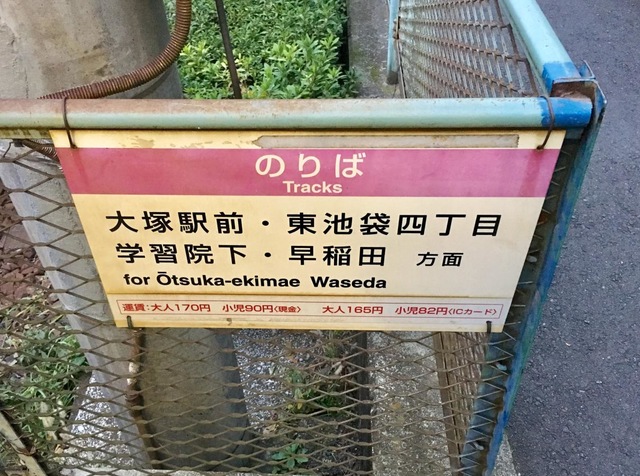 のりば
Tracks
大塚駅前・東池袋四丁目
学習院下・早稲田 方面
for Ōtsuka-ekimae Waseda
運賃:大人170円 小児90円〈現金〉 大人165円 小児82円〈ICカード〉